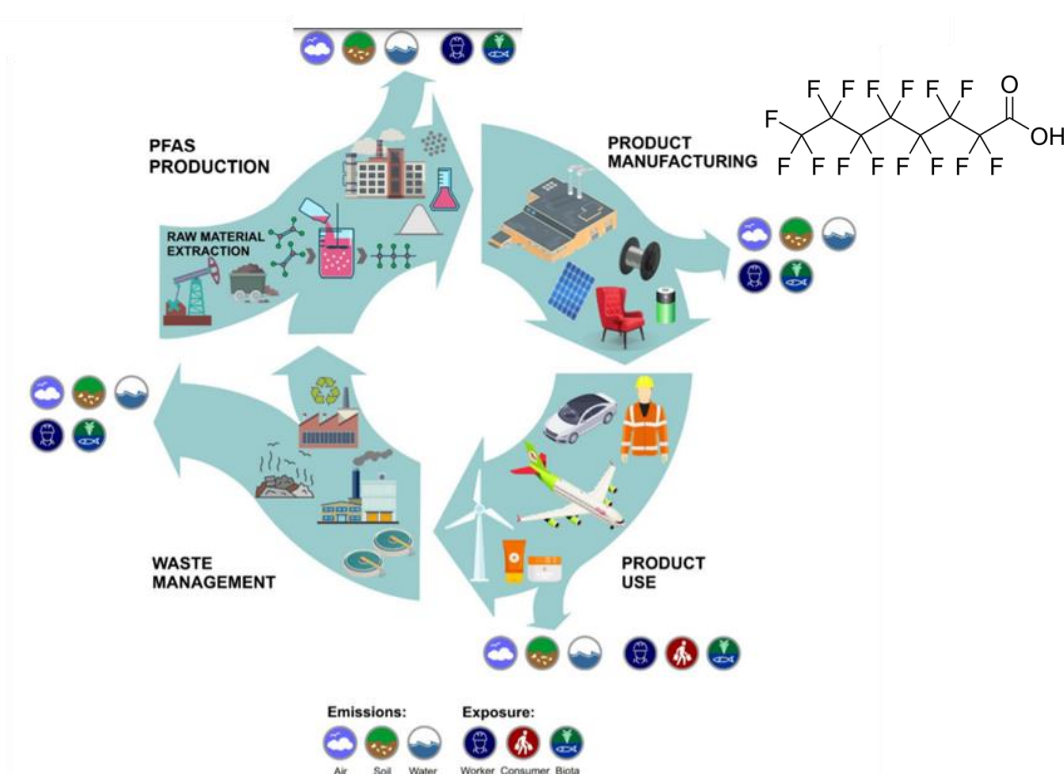 PFAS
PRODUCTION
RAW MATERIAL
EXTRACTION
PRODUCT
MANUFACTURING
F F F F F F O
F OH
F F F F F F F F
WASTE
MANAGEMENT
PRODUCT
USE
Emissions: Exposure:
Air Soil Water Worker Consumer Biota